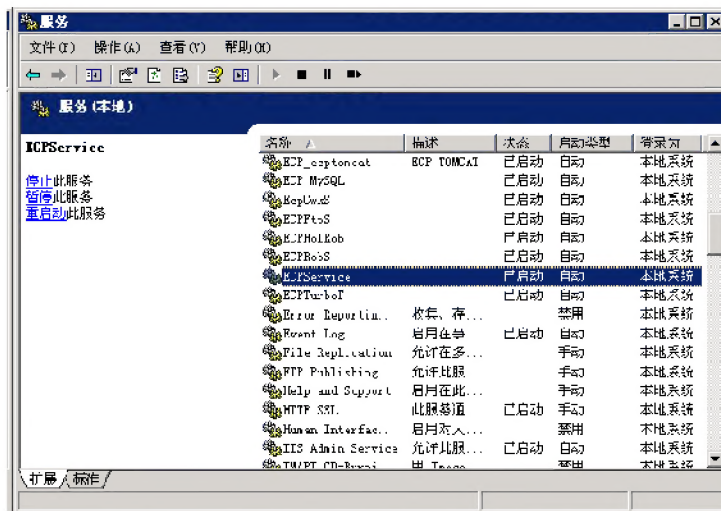 服务
文件(F) 操作(A) 查看(V) 帮助(H)
服务(本地)
ECPService
停止此服务
暂停此服务
重启动此服务
名称 描述 状态 启动类型 登录为
ECP_ecptomcat ECP TOMCAT 已启动 自动 本地系统
ECP MySQL 已启动 自动 本地系统
已启动 自动 本地系统
ECPFtoS 已启动 自动 本地系统
已启动 自动 本地系统
ECPRobS 已启动 自动 本地系统
ECPService 已启动 自动 本地系统
已启动 自动 本地系统
Error Reportin... 收集、存... 禁用 本地系统
Event Log 启用在 已启动 自动 本地系统
File Replication 允许在多... 手动 本地系统
FTP Publishing 允许此服 手动 本地系统
Help and Support 启用在此... 手动 本地系统
HTTP SSL 此服务通 已启动 手动 本地系统
Human Interfac... 启用对人... 禁用 本地系统
IIS Admin Service 允许此服... 已启动 自动 本地系统
用 Imag 禁用 本地系统
扩展 标准